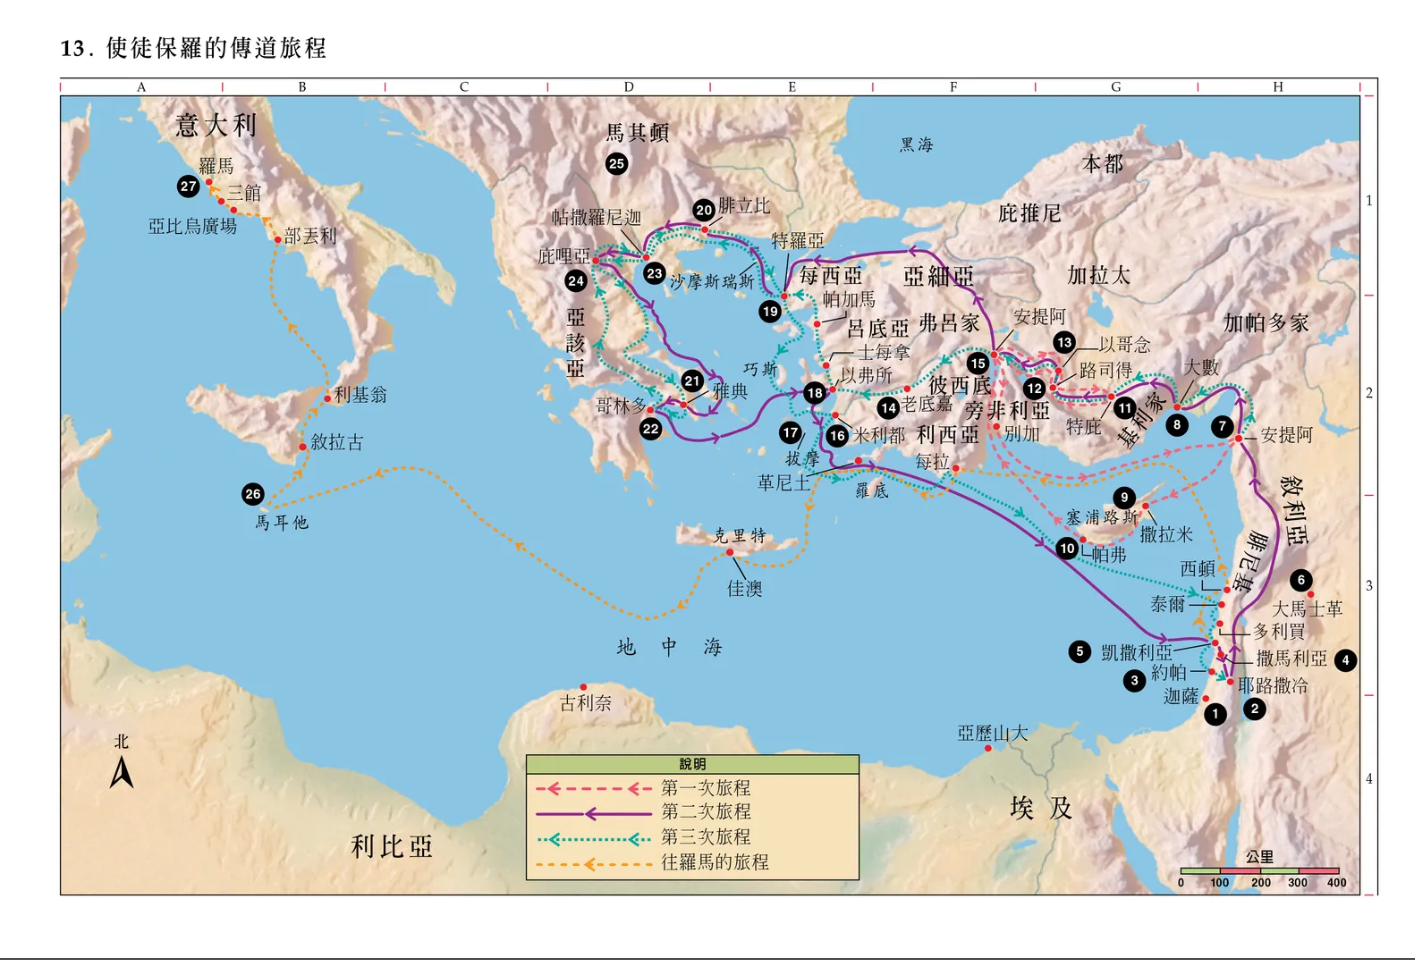 13. 使徒保羅的傳道旅程
A B C D E F G H
意大利
馬其頓
黑海
本都
羅馬
25
27
三館
1
20 腓立比
亞比烏廣場
帖撒羅尼迦
庇推尼
部丟利
特羅亞
庇哩亞
23
沙摩斯瑞斯
每西亞
亞細亞
加拉太
24
19
帕加馬
亞該亞
呂底亞
弗呂家
安提阿
加帕多家
13
以哥念
士每拿
15
巧斯
以弗所
路司得
大數
21
彼西底
12
利基翁
雅典
18
2
哥林多
14 老底嘉
旁非利亞
11
基利家
22
17
16 米利都
利西亞
別加
特庇
8
7
安提阿
敘拉古
拔摩
每拉
革尼土
羅底
敘利亞
26
馬耳他
9
塞浦路斯
撒拉米
克里特
10
帕弗
腓尼基
佳澳
西頓
6
3
泰爾
大馬士革
地中海
多利買
5
凱撒利亞
撒馬利亞
4
3
約帕
耶路撒冷
古利奈
迦薩
1
2
亞歷山大
北
說明
4
第一次旅程
埃及
第二次旅程
第三次旅程
利比亞
公里
往羅馬的旅程
0 100 200 300 400